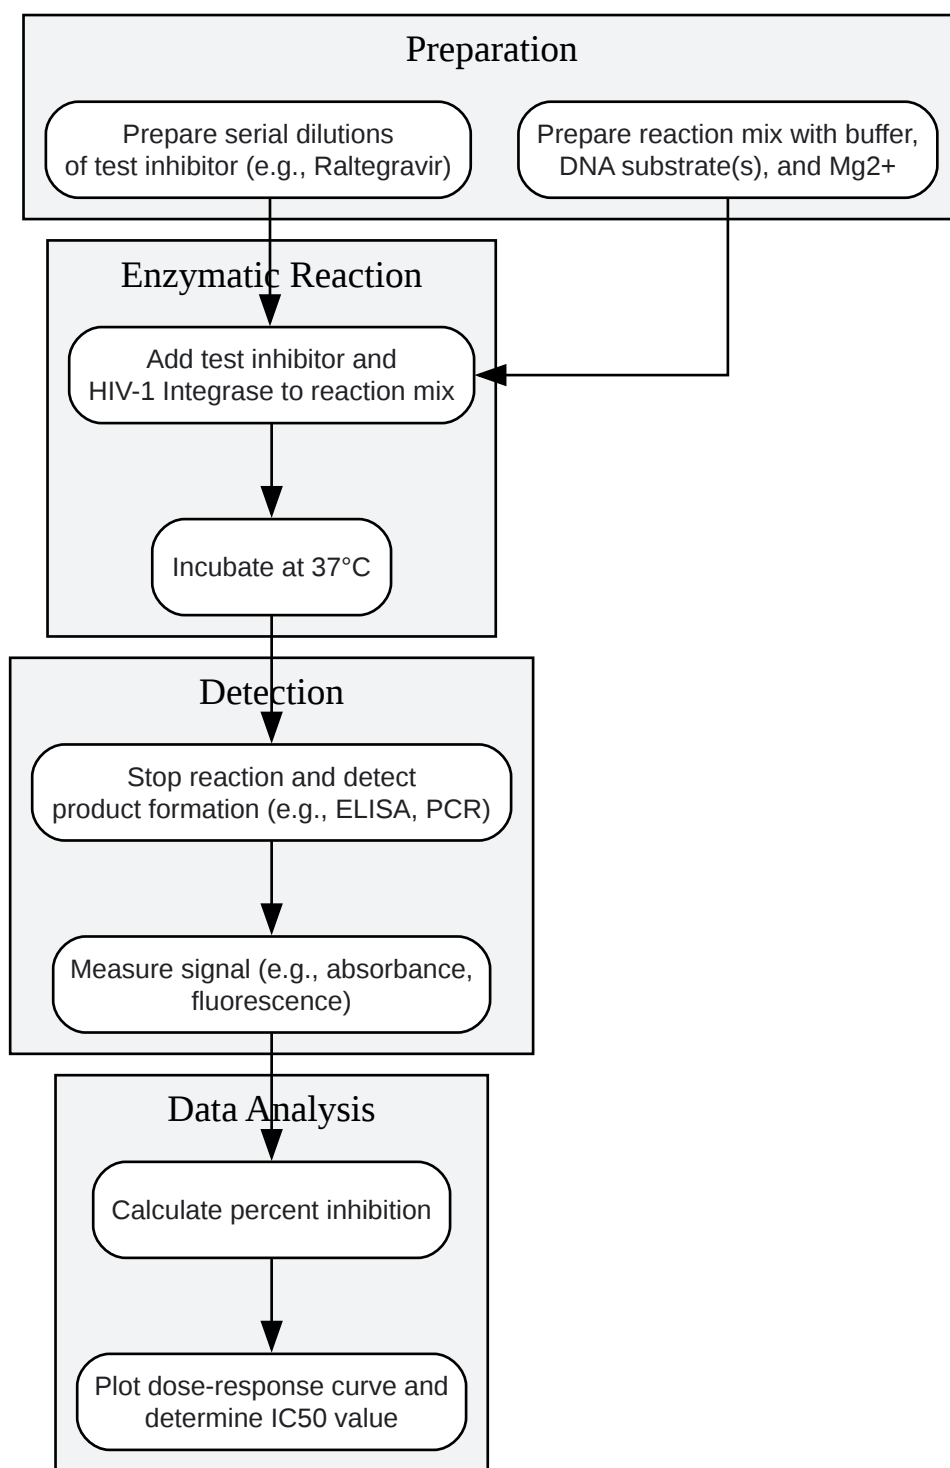 Preparation
Prepare serial dilutions
of test inhibitor (e.g., Raltegravir)
Prepare reaction mix with buffer,
DNA substrate(s), and Mg2+
Enzymatic Reaction
Add test inhibitor and
HIV-1 Integrase to reaction mix
Incubate at 37°C
Detection
Stop reaction and detect
product formation (e.g., ELISA, PCR)
Measure signal (e.g., absorbance,
fluorescence)
Data Analysis
Calculate percent inhibition
Plot dose-response curve and
determine IC50 value